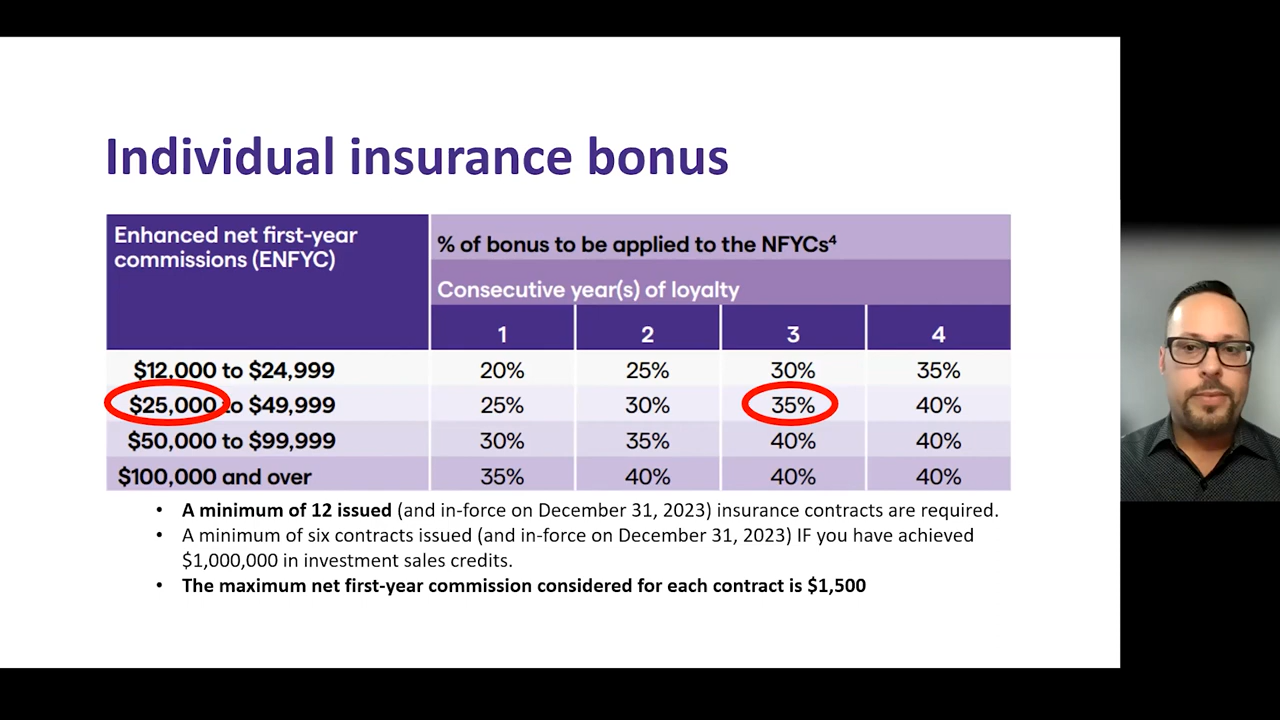 Individual insurance bonus
Enhanced net first-year
commissions (ENFYC)
% of bonus to be applied to the NFYCs⁴
Consecutive year(s) of loyalty
1 2 3 4
$12,000 to $24,999 20% 25% 30% 35%
$25,000 to $49,999 25% 30% 35% 40%
$50,000 to $99,999 30% 35% 40% 40%
$100,000 and over 35% 40% 40% 40%
• A minimum of 12 issued (and in-force on December 31, 2023) insurance contracts are required.
• A minimum of six contracts issued (and in-force on December 31, 2023) IF you have achieved
$1,000,000 in investment sales credits.
• The maximum net first-year commission considered for each contract is $1,500